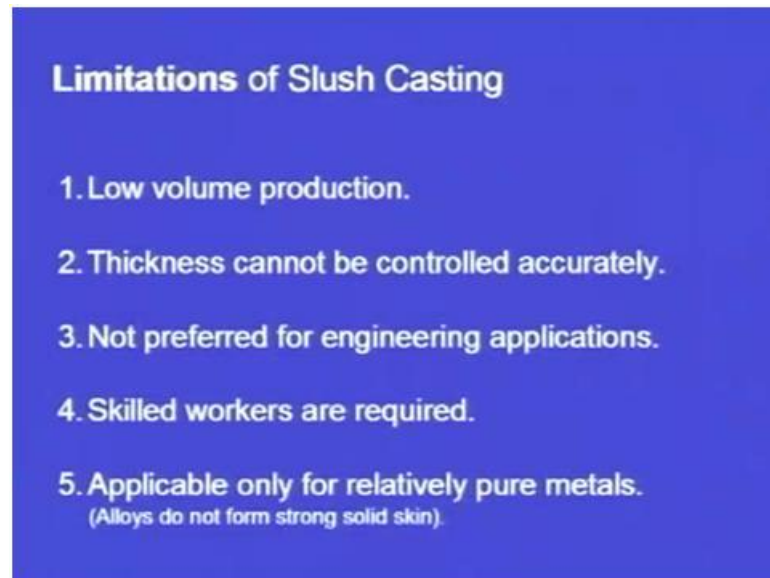 Limitations of Slush Casting
1. Low volume production.
2. Thickness cannot be controlled accurately.
3. Not preferred for engineering applications.
4. Skilled workers are required.
5. Applicable only for relatively pure metals.
(Alloys do not form strong solid skin).